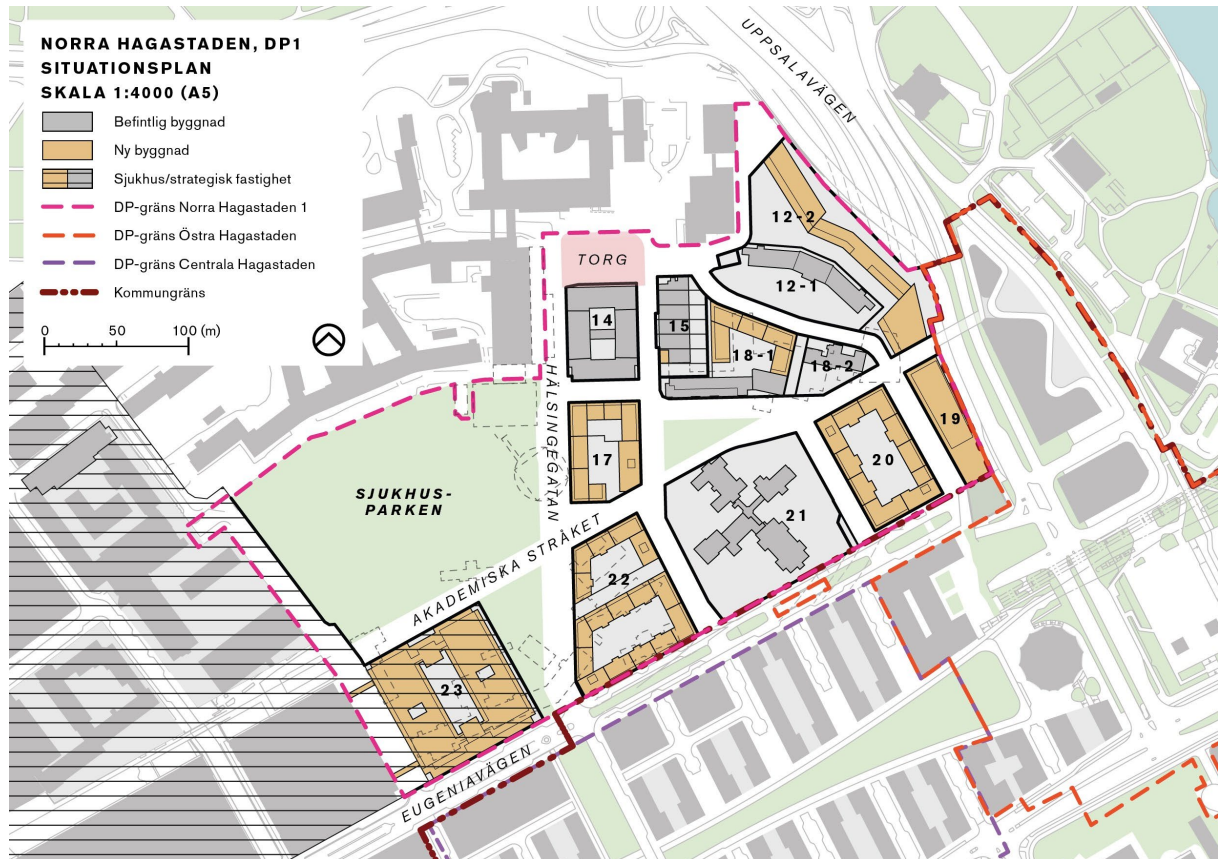 NORRA HAGASTADEN, DP1
SITUATIONSPLAN
SKALA 1:4000 (A5)
Befintlig byggnad
Ny byggnad
Sjukhus/strategisk fastighet
DP-gräns Norra Hagastaden 1
DP-gräns Östra Hagastaden
DP-gräns Centrala Hagastaden
Kommungräns
0 50 100 (m)
UPPSALAVÄGEN
12-2
TORG
12-1
14
15
18-1
18-2
HÄLSINGEGATAN
19
17
20
SJUKHUS-
PARKEN
21
AKADEMISKA STRÅKET
22
23
EUGENIAVÄGEN